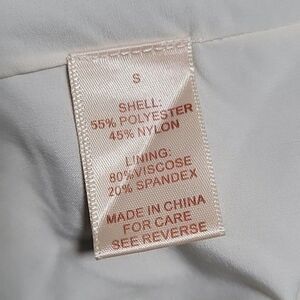 S
SHELL:
55% POLYESTER
45% NYLON
LINING:
80%VISCOSE
20% SPANDEX
MADE IN CHINA
FOR CARE
SEE REVERSE